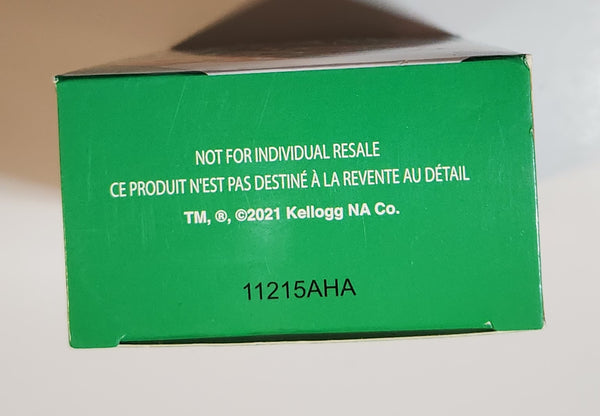 NOT FOR INDIVIDUAL RESALE
CE PRODUIT N'EST PAS DESTINÉ À LA REVENTE AU DÉTAIL
TM, ®, ©2021 Kellogg NA Co.
11215AHA